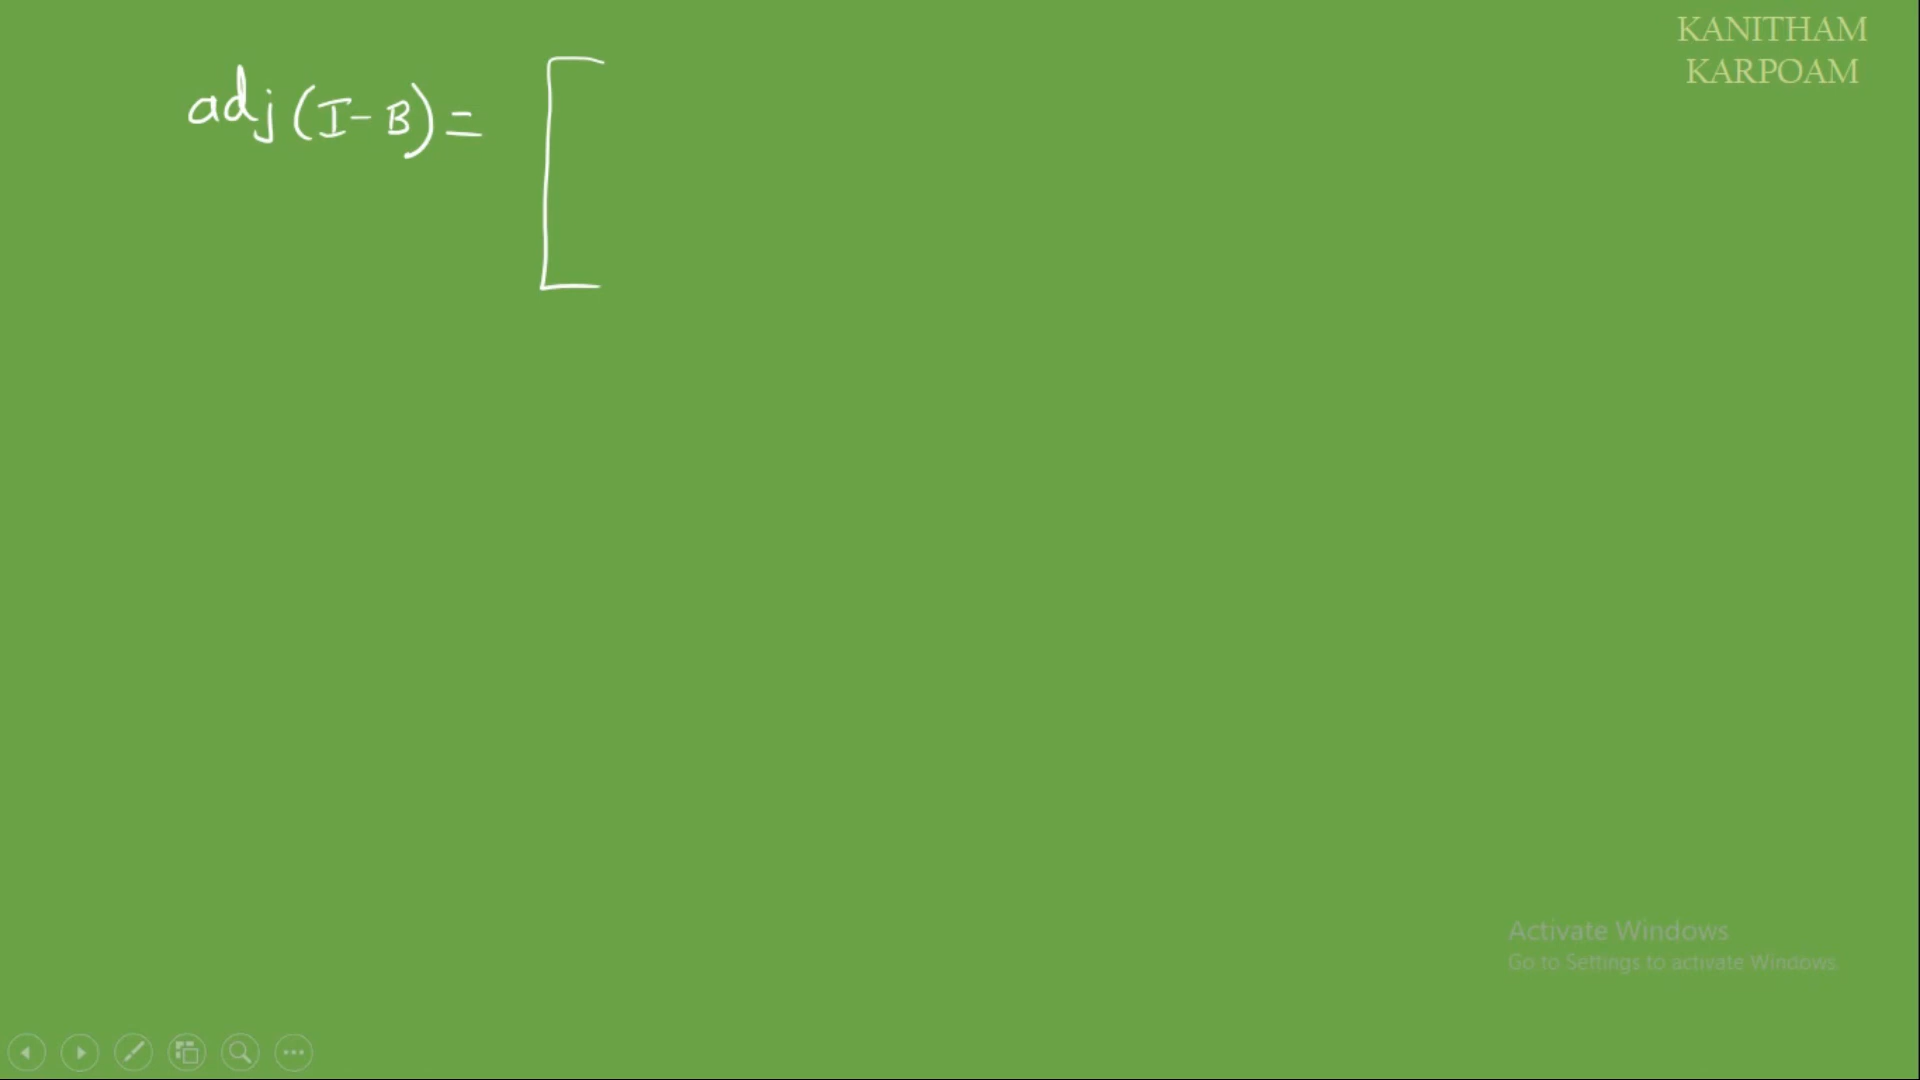 KANITHAM
KARPOAM
adj (I-B) = [
Activate Windows
Go to Settings to activate Windows.